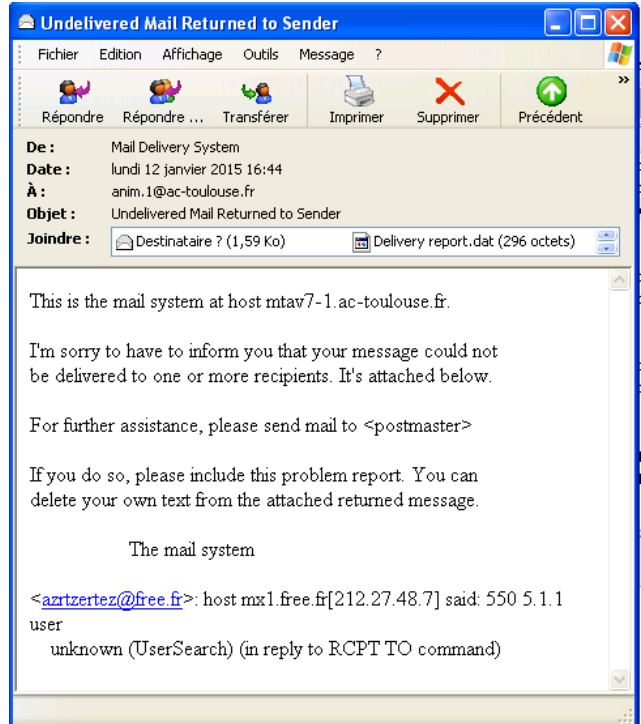 Undelivered Mail Returned to Sender
Fichier Edition Affichage Outils Message ?
»
Répondre Répondre ... Transférer Imprimer Supprimer Précédent
De : Mail Delivery System
Date : lundi 12 janvier 2015 16:44
À : anim.1@ac-toulouse.fr
Objet : Undelivered Mail Returned to Sender
Joindre : Destinataire ? (1,59 Ko) Delivery report.dat (296 octets)
This is the mail system at host mtav7-1.ac-toulouse.fr.
I'm sorry to have to inform you that your message could not
be delivered to one or more recipients. It's attached below.
For further assistance, please send mail to <postmaster>
If you do so, please include this problem report. You can
delete your own text from the attached returned message.
The mail system
<azrtzertez@free.fr>: host mx1.free.fr[212.27.48.7] said: 550 5.1.1
user
unknown (UserSearch) (in reply to RCPT TO command)